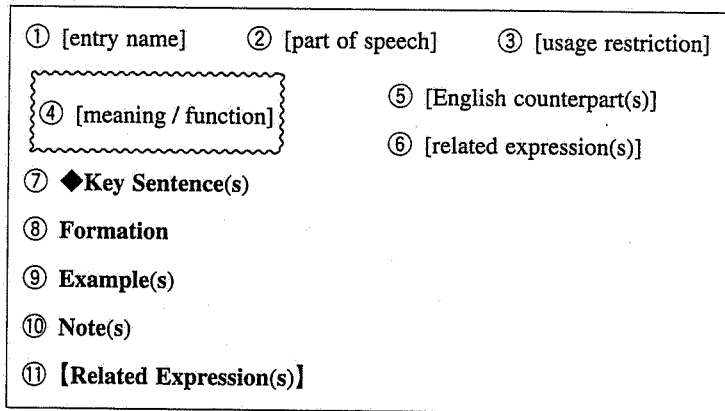 ① [entry name] ② [part of speech] ③ [usage restriction]
④ [meaning / function] ⑤ [English counterpart(s)]
⑥ [related expression(s)]
⑦ ◆Key Sentence(s)
⑧ Formation
⑨ Example(s)
⑩ Note(s)
⑪ 【Related Expression(s)】